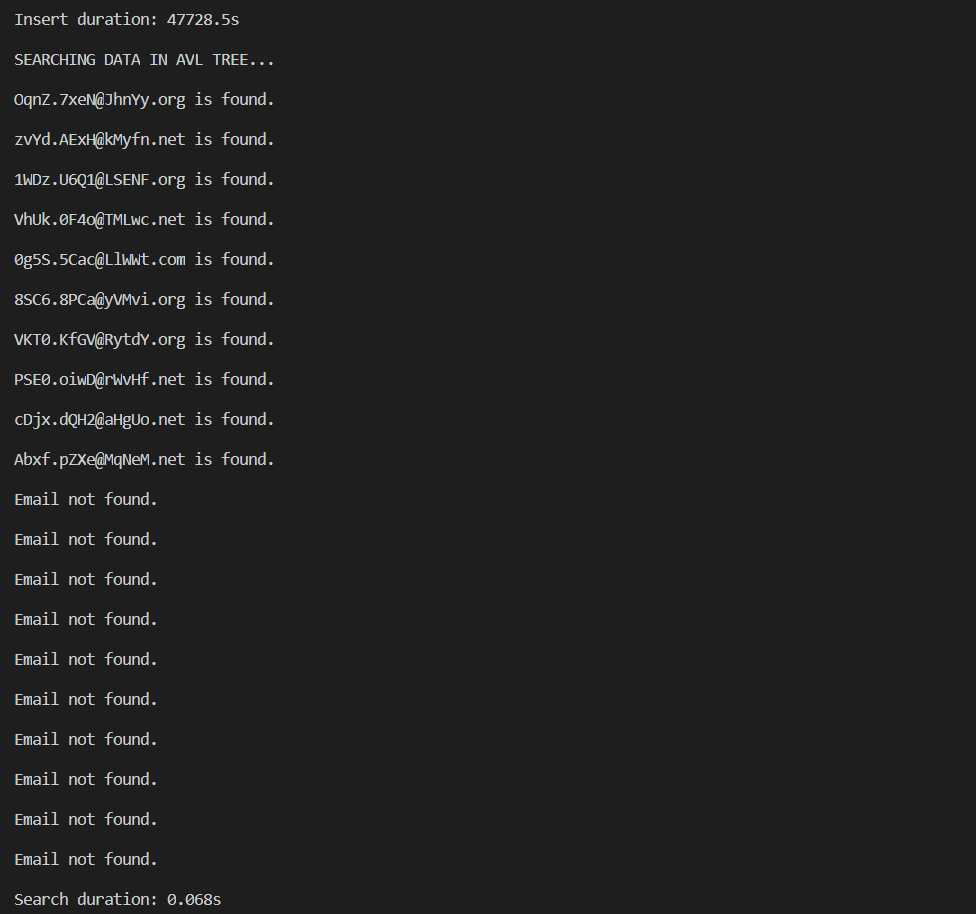 Insert duration: 47728.5s
SEARCHING DATA IN AVL TREE...
OqnZ.7xeN@JhnYy.org is found.
zvYd.AExH@kMyfn.net is found.
1WDz.U6Q1@LSENF.org is found.
VhUk.0F4o@TMLwc.net is found.
0g5S.5Cac@LlWWt.com is found.
8SC6.8PCa@yVMvi.org is found.
VKT0.KfGV@RytdY.org is found.
PSE0.oiwD@rWvHf.net is found.
cDjx.dQH2@aHgUo.net is found.
Abxf.pZXe@MqNeM.net is found.
Email not found.
Email not found.
Email not found.
Email not found.
Email not found.
Email not found.
Email not found.
Email not found.
Email not found.
Email not found.
Search duration: 0.068s